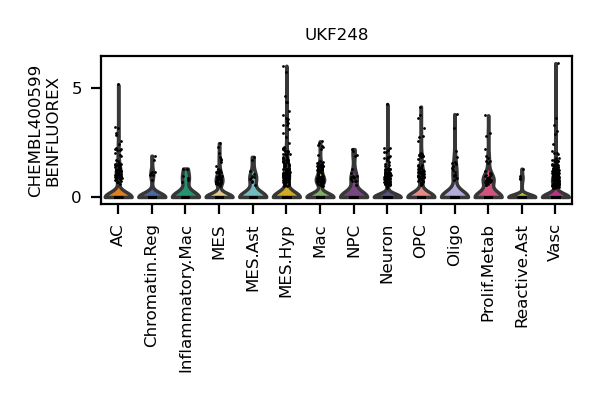 UKF248
CHEMBL400599
BENFLUOREX
5
0
AC
Chromatin.Reg
Inflammatory.Mac
MES
MES.Ast
MES.Hyp
Mac
NPC
Neuron
OPC
Oligo
Prolif.Metab
Reactive.Ast
Vasc